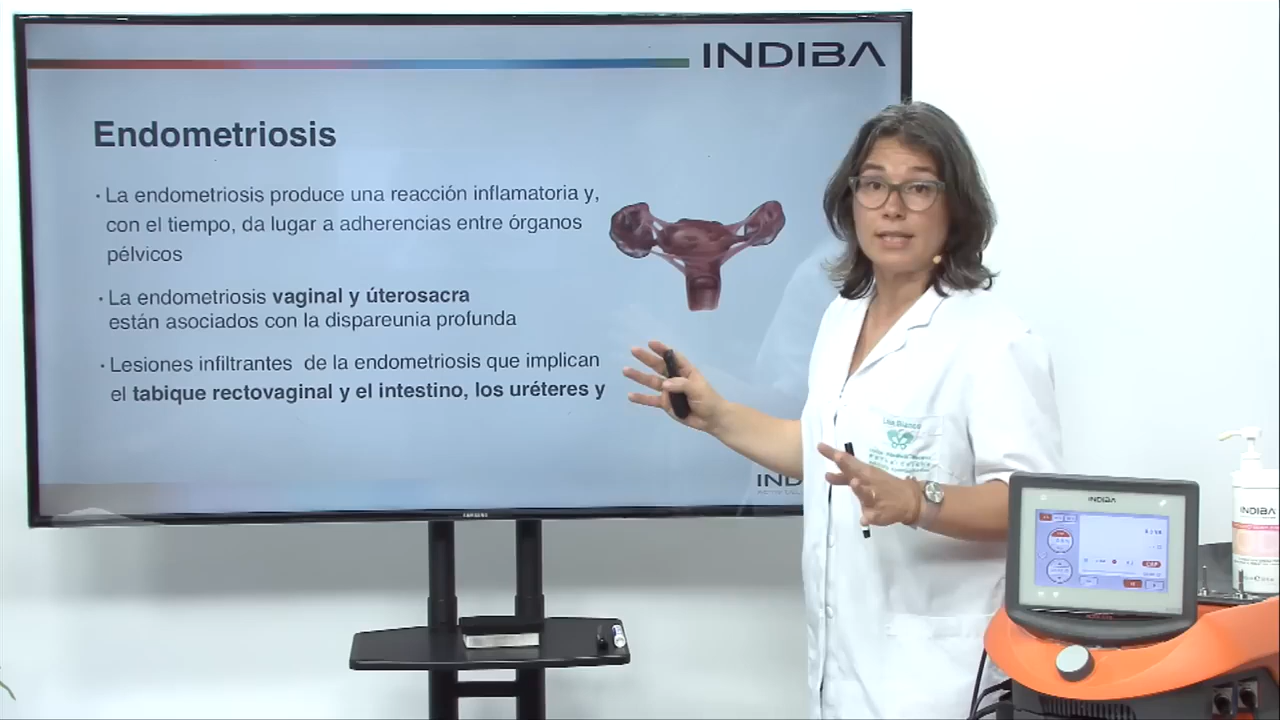 INDIBA
Endometriosis
· La endometriosis produce una reacción inflamatoria y,
con el tiempo, da lugar a adherencias entre órganos
pélvicos
· La endometriosis vaginal y úterosacra
están asociados con la dispareunia profunda
· Lesiones infiltrantes de la endometriosis que implican
el tabique rectovaginal y el intestino, los uréteres y
IND
SAMSUNG
Blanco
INDIBA
INDIBA